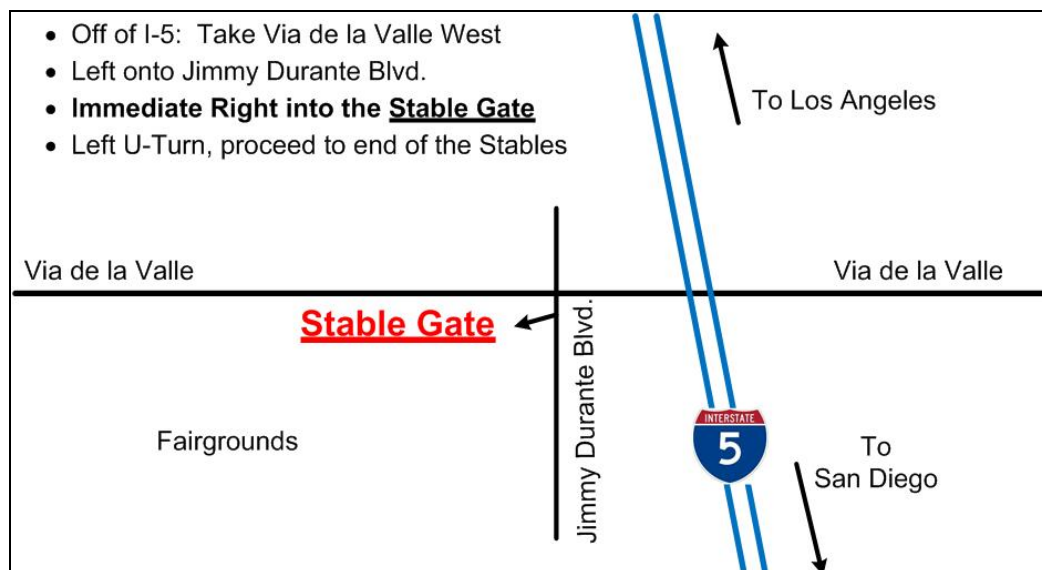 • Off of I-5:  Take Via de la Valle West
• Left onto Jimmy Durante Blvd.
• Immediate Right into the Stable Gate
• Left U-Turn, proceed to end of the Stables
To Los Angeles
Via de la Valle
Via de la Valle
Stable Gate
Jimmy Durante Blvd.
Fairgrounds
INTERSTATE
5
To
San Diego